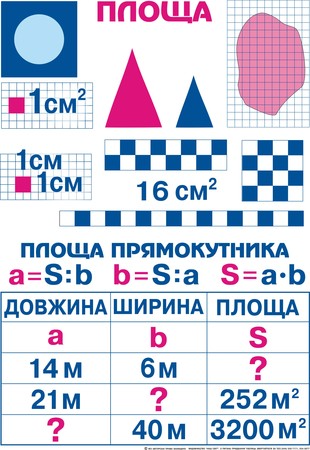 ПЛОЩА
1см²
1см
1см
16 см²
ПЛОЩА ПРЯМОКУТНИКА
a=S:b b=S:a S=a·b
ДОВЖИНА ШИРИНА ПЛОЩА
a b S
14 м 6 м ?
21 м ? 252 м²
? 40 м 3200 м²